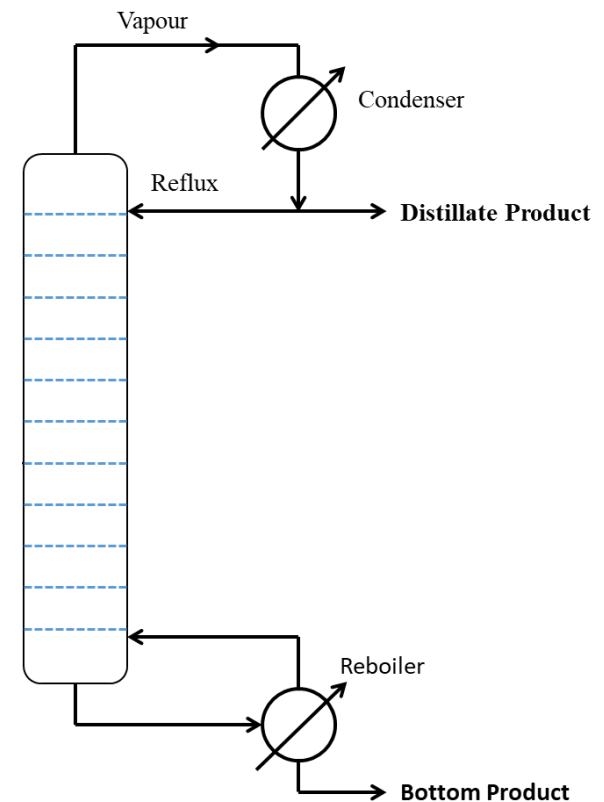 Vapour
Condenser
Reflux
Distillate Product
Reboiler
Bottom Product